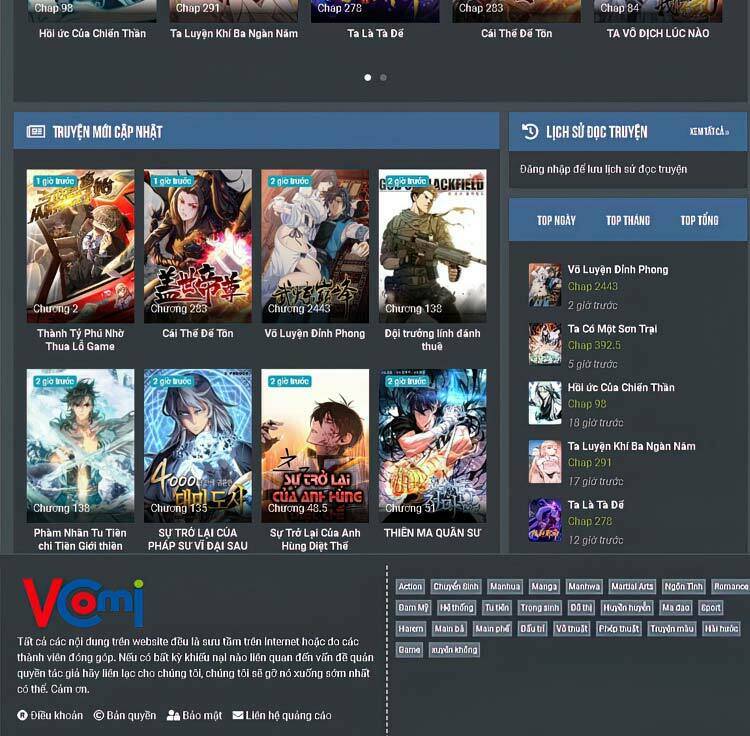 Chap 98
Chap 291
Chap 278
Chap 283
Chap 84
Hồi ức Của Chiến Thần
Ta Luyện Khí Ba Ngàn Năm
Ta Là Tà Đế
Cái Thế Đế Tôn
TA VÔ ĐỊCH LÚC NÀO
TRUYỆN MỚI CẬP NHẬT
1 giờ trước
1 giờ trước
2 giờ trước
2 giờ trước
盖世帝尊
Chương 2
Chương 283
Chương 2443
Chương 138
Thành Tỷ Phú Nhờ
Thua Lỗ Game
Cái Thế Đế Tôn
Võ Luyện Đỉnh Phong
Đội trưởng lính đánh
thuê
2 giờ trước
2 giờ trước
2 giờ trước
2 giờ trước
SỰ TRỞ LẠI
CỦA ANH HÙNG
Chương 138
Chương 135
Chương 48.5
Chương 51
Phàm Nhân Tu Tiên
chi Tiên Giới thiên
SỰ TRỞ LẠI CỦA
PHÁP SƯ VĨ ĐẠI SAU
Sự Trở Lại Của Anh
Hùng Diệt Thế
THIÊN MA QUÂN SƯ
LỊCH SỬ ĐỌC TRUYỆN
XEM TẤT CẢ »
Đăng nhập để lưu lịch sử đọc truyện
TOP NGÀY
TOP THÁNG
TOP TỔNG
Võ Luyện Đỉnh Phong
Chap 2443
2 giờ trước
Ta Có Một Sơn Trại
Chap 392.5
5 giờ trước
Hồi ức Của Chiến Thần
Chap 98
18 giờ trước
Ta Luyện Khí Ba Ngàn Năm
Chap 291
17 giờ trước
Ta Là Tà Đế
Chap 278
12 giờ trước
VComi
Tất cả các nội dung trên website đều là sưu tầm trên Internet hoặc do các
thành viên đóng góp. Nếu có bất kỳ khiếu nại nào liên quan đến vấn đề quản
quyền tác giả hãy liên lạc cho chúng tôi, chúng tôi sẽ gỡ nó xuống sớm nhất
có thể. Cảm ơn.
Điều khoản
Bản quyền
Bảo mật
Liên hệ quảng cáo
Action Chuyển Sinh Manhua Manga Manhwa Martial Arts Ngôn Tình Romance
Đam Mỹ Hệ thống Tu tiên Trọng sinh Đô thị Huyền huyễn Ma đạo Sport
Harem Main bá Main phế Đấu trí Võ thuật Phép thuật Truyện màu Hài hước
Game xuyên không